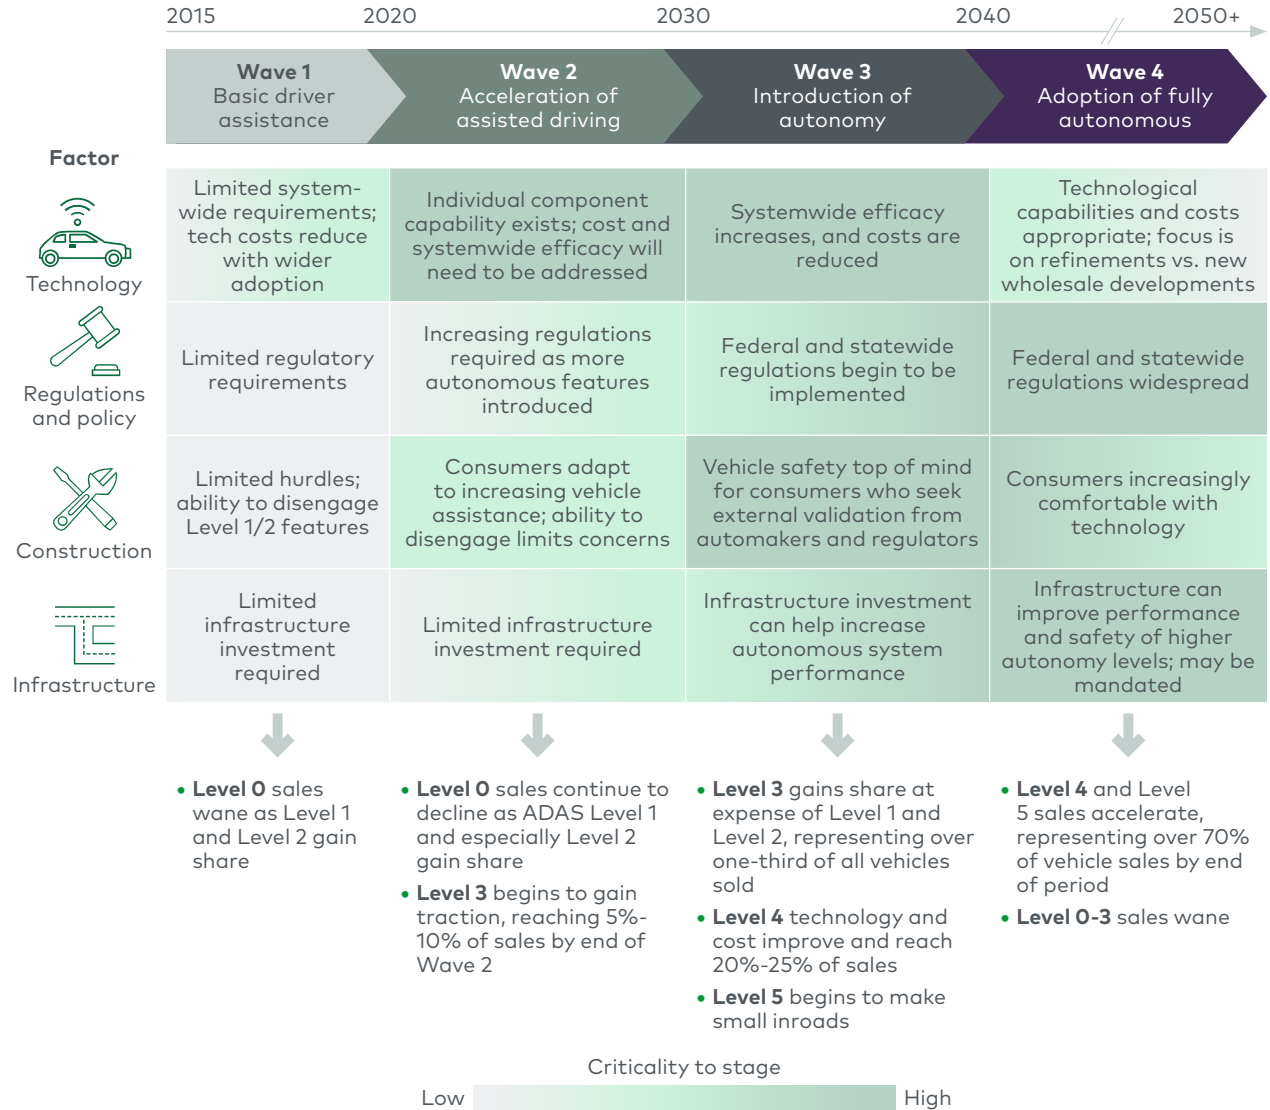 2015
2020
2030
2040
2050+
Wave 1
Basic driver
assistance
Wave 2
Acceleration of
assisted driving
Wave 3
Introduction of
autonomy
Wave 4
Adoption of fully
autonomous
Factor
Technology
Limited system-
wide requirements;
tech costs reduce
with wider
adoption
Individual component
capability exists; cost and
systemwide efficacy will
need to be addressed
Systemwide efficacy
increases, and costs are
reduced
Technological
capabilities and costs
appropriate; focus is
on refinements vs. new
wholesale developments
Regulations
and policy
Limited regulatory
requirements
Increasing regulations
required as more
autonomous features
introduced
Federal and statewide
regulations begin to be
implemented
Federal and statewide
regulations widespread
Construction
Limited hurdles;
ability to disengage
Level 1/2 features
Consumers adapt
to increasing vehicle
assistance; ability to
disengage limits concerns
Vehicle safety top of mind
for consumers who seek
external validation from
automakers and regulators
Consumers increasingly
comfortable with
technology
Infrastructure
Limited
infrastructure
investment
required
Limited infrastructure
investment required
Infrastructure investment
can help increase
autonomous system
performance
Infrastructure can
improve performance
and safety of higher
autonomy levels; may be
mandated
• Level 0 sales
wane as Level 1
and Level 2 gain
share
• Level 0 sales continue to
decline as ADAS Level 1
and especially Level 2
gain share
• Level 3 begins to gain
traction, reaching 5%-
10% of sales by end of
Wave 2
• Level 3 gains share at
expense of Level 1 and
Level 2, representing over
one-third of all vehicles
sold
• Level 4 technology and
cost improve and reach
20%-25% of sales
• Level 5 begins to make
small inroads
• Level 4 and Level
5 sales accelerate,
representing over 70%
of vehicle sales by end
of period
• Level 0-3 sales wane
Criticality to stage
Low
High